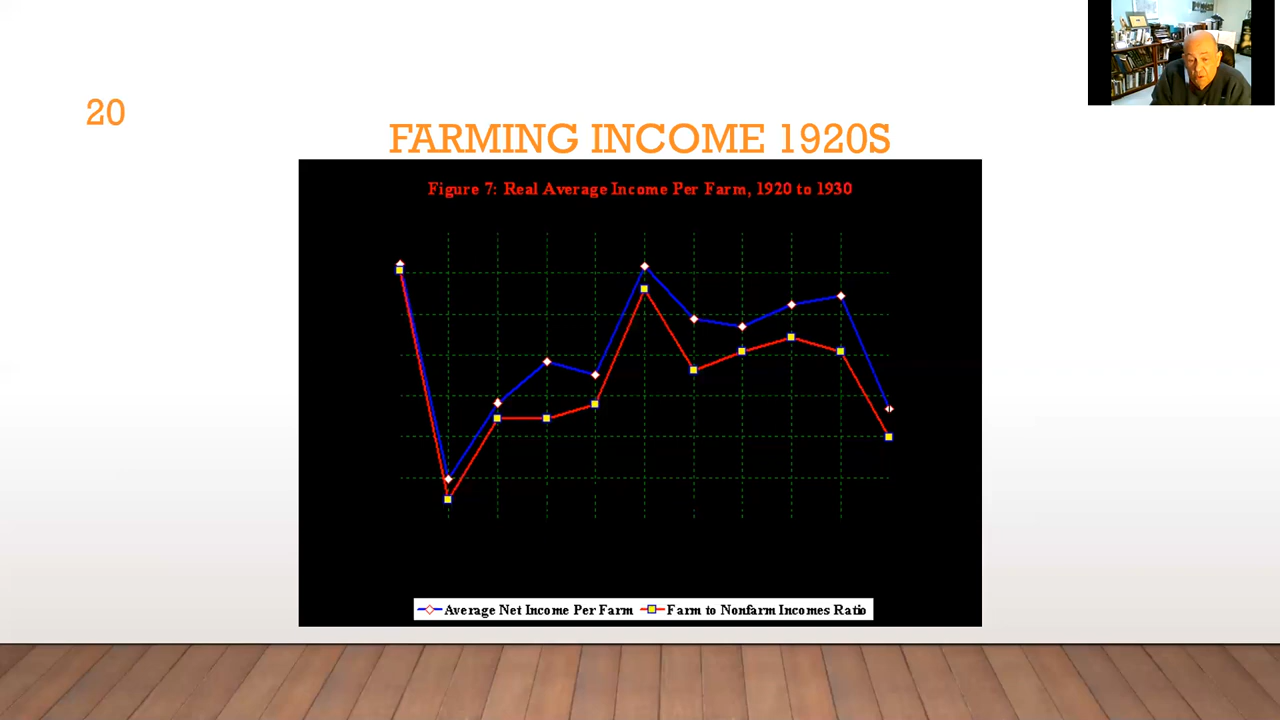 20
FARMING INCOME 1920S
Figure 7: Real Average Income Per Farm, 1920 to 1930
Average Net Income Per Farm Farm to Nonfarm Incomes Ratio